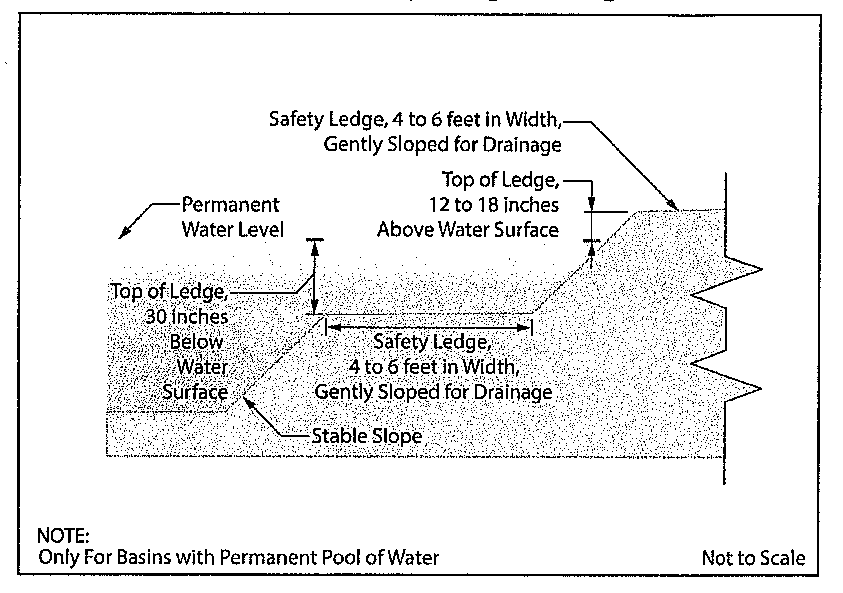 Safety Ledge, 4 to 6 feet in Width,
Gently Sloped for Drainage
Top of Ledge,
12 to 18 inches
Above Water Surface
Permanent
Water Level
Top of Ledge,
30 inches
Below
Water
Surface
Safety Ledge,
4 to 6 feet in Width,
Gently Sloped for Drainage
Stable Slope
NOTE:
Only For Basins with Permanent Pool of Water
Not to Scale